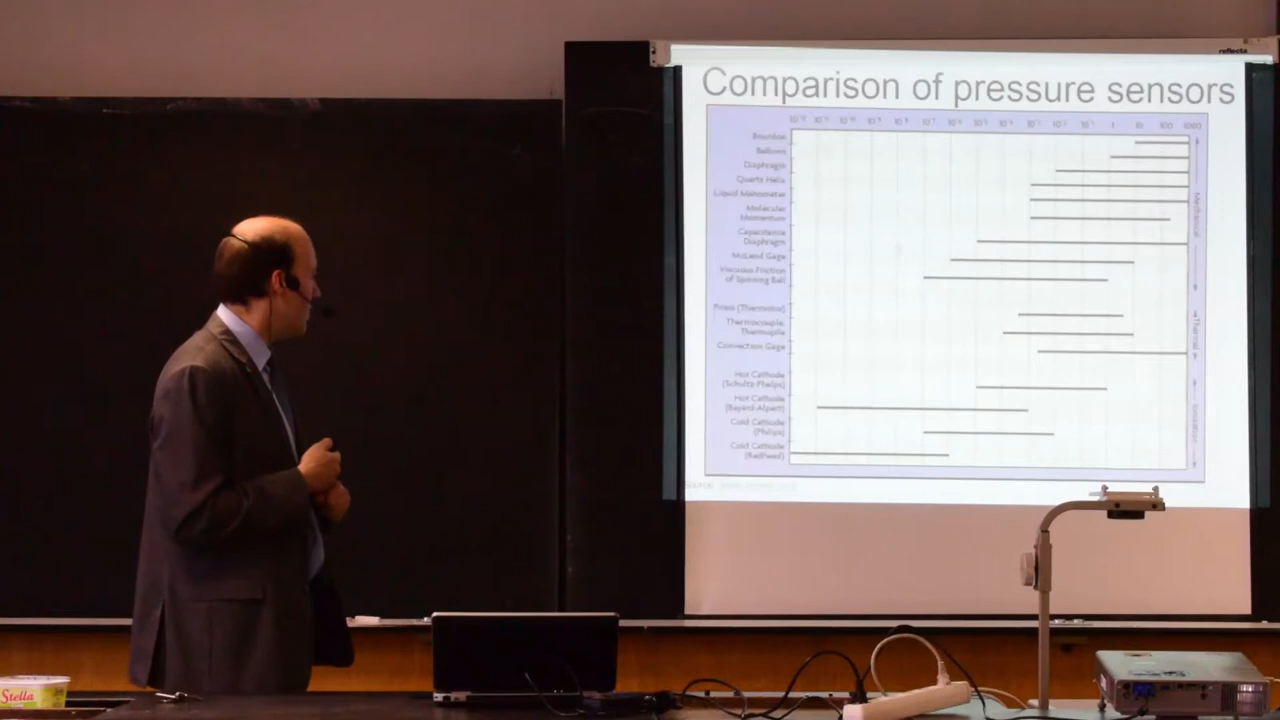 reflecta
Comparison of pressure sensors
1 10 100 1000
Bourdon
Bellows
Diaphragm
Quartz Helix
Liquid Manometer
Molecular
Momentum
Capacitance
Diaphragm
McLeod Gage
Viscous Friction
of Spinning Ball
Mechanical
Pirani (Thermistor)
Thermocouple,
Thermopile
Convection Gage
Thermal
Hot Cathode
(Schultz-Phelps)
Hot Cathode
(Bayard-Alpert)
Cold Cathode
(Philips)
Cold Cathode
(Redhead)
Ionization
Source:
Stella